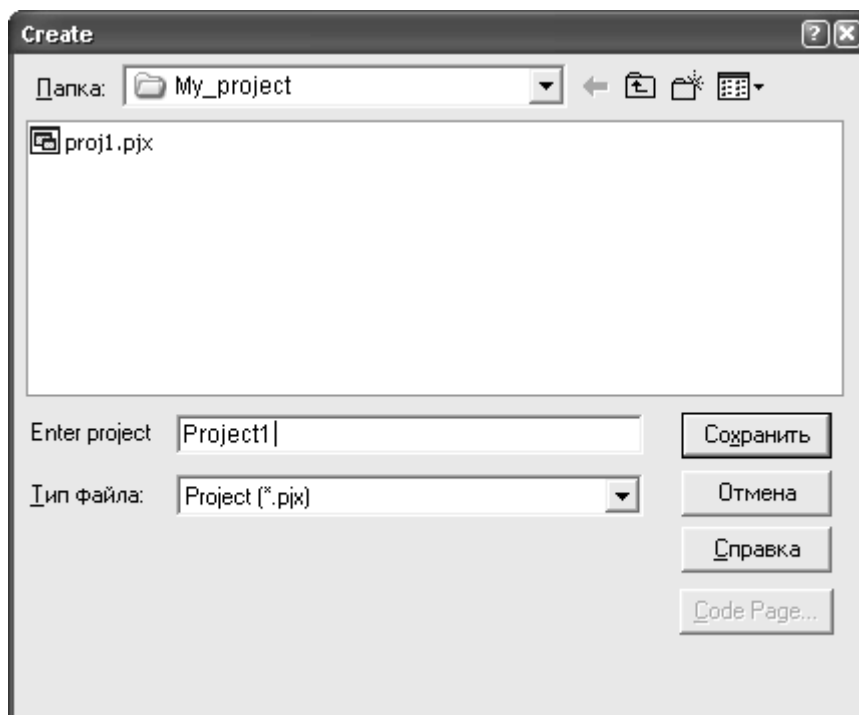 Create
Папка: My_project
proj1.pjx
Enter project Project1 Сохранить
Тип файла: Project (*.pjx) Отмена
Справка
Code Page...